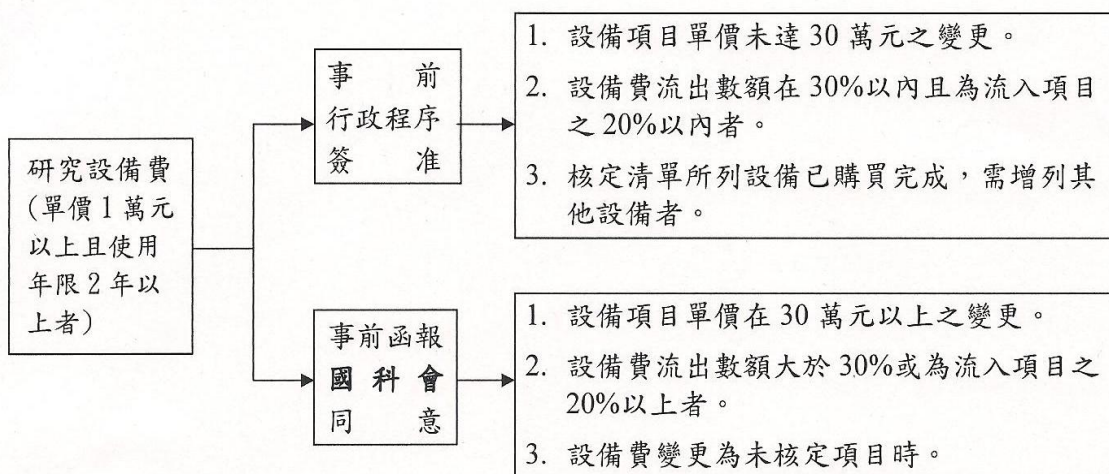 研究設備費
(單價1萬元
以上且使用
年限2年以
上者)
事前
行政程序
簽准
1. 設備項目單價未達30萬元之變更。
2. 設備費流出數額在30%以內且為流入項目
之20%以內者。
3. 核定清單所列設備已購買完成，需增列其
他設備者。
事前函報
國科會
同意
1. 設備項目單價在30萬元以上之變更。
2. 設備費流出數額大於30%或為流入項目之
20%以上者。
3. 設備費變更為未核定項目時。